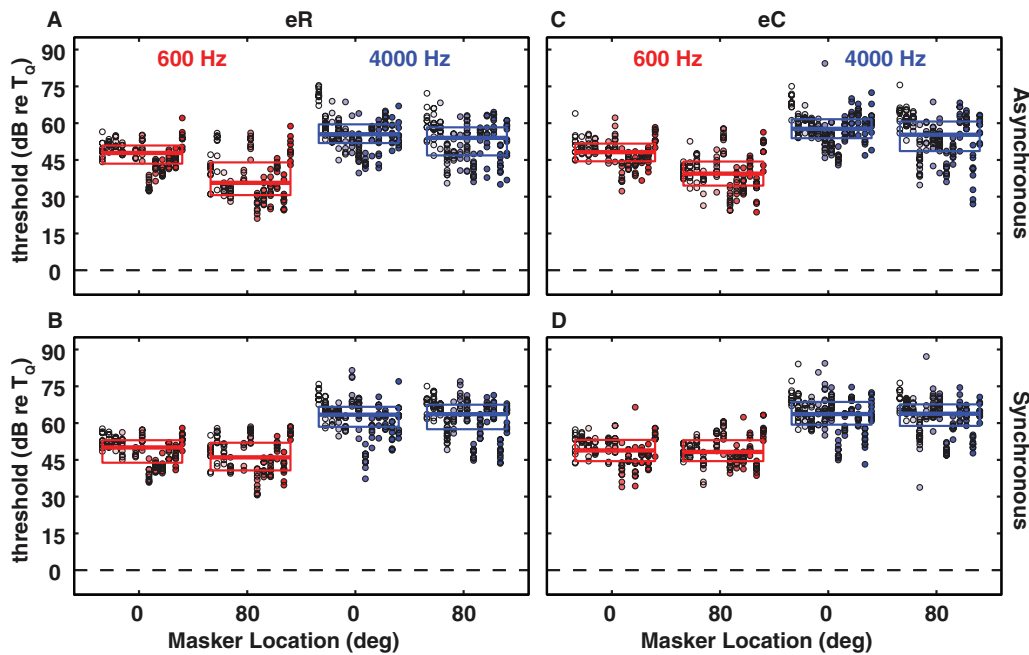 A eR C eC
600 Hz 4000 Hz 600 Hz 4000 Hz
threshold (dB re TQ)
90
75
60
45
30
15
0
Asynchronous
B D
threshold (dB re TQ)
90
75
60
45
30
15
0
Synchronous
0 80 0 80 0 80 0 80
Masker Location (deg) Masker Location (deg)